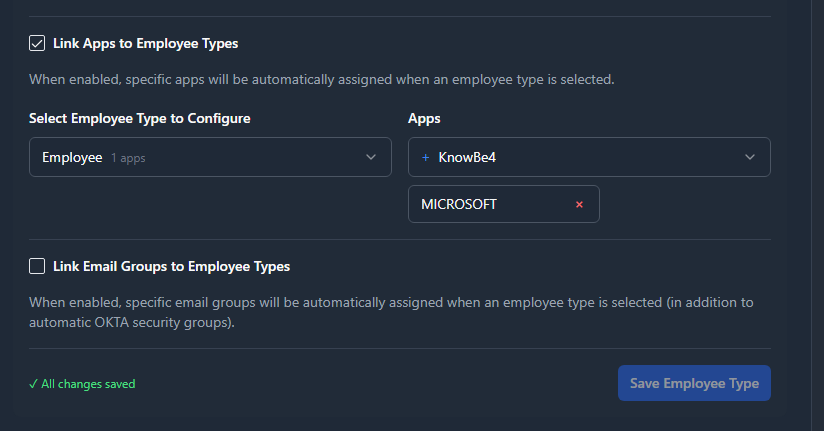 Link Apps to Employee Types
When enabled, specific apps will be automatically assigned when an employee type is selected.
Select Employee Type to Configure
Apps
Employee 1 apps
+ KnowBe4
MICROSOFT ×
Link Email Groups to Employee Types
When enabled, specific email groups will be automatically assigned when an employee type is selected (in addition to
automatic OKTA security groups).
✓ All changes saved
Save Employee Type